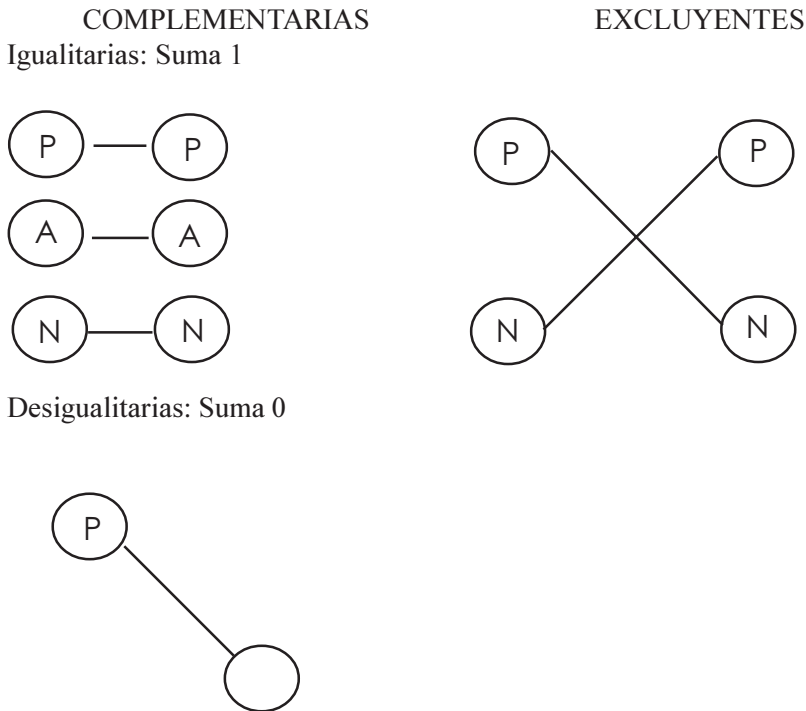 COMPLEMENTARIAS EXCLUYENTES
Igualitarias: Suma 1
P P P P
A A
N N N N
Desigualitarias: Suma 0
P